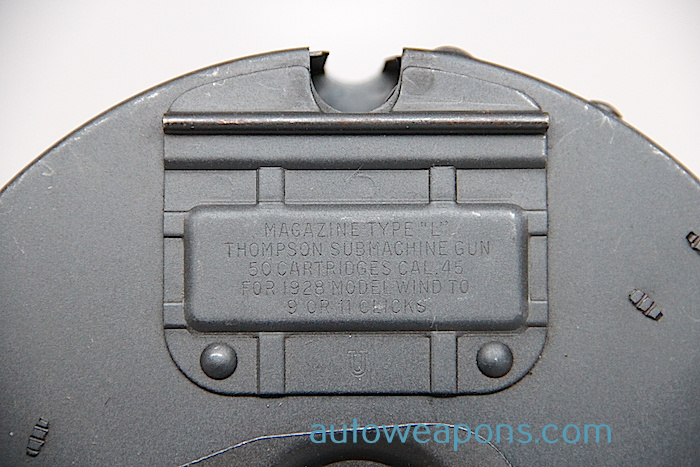 MAGAZINE TYPE "L"
THOMPSON SUBMACHINE GUN
50 CARTRIDGES CAL .45
FOR 1928 MODEL WIND TO
9 OR 11 CLICKS
U
autoweapons.com